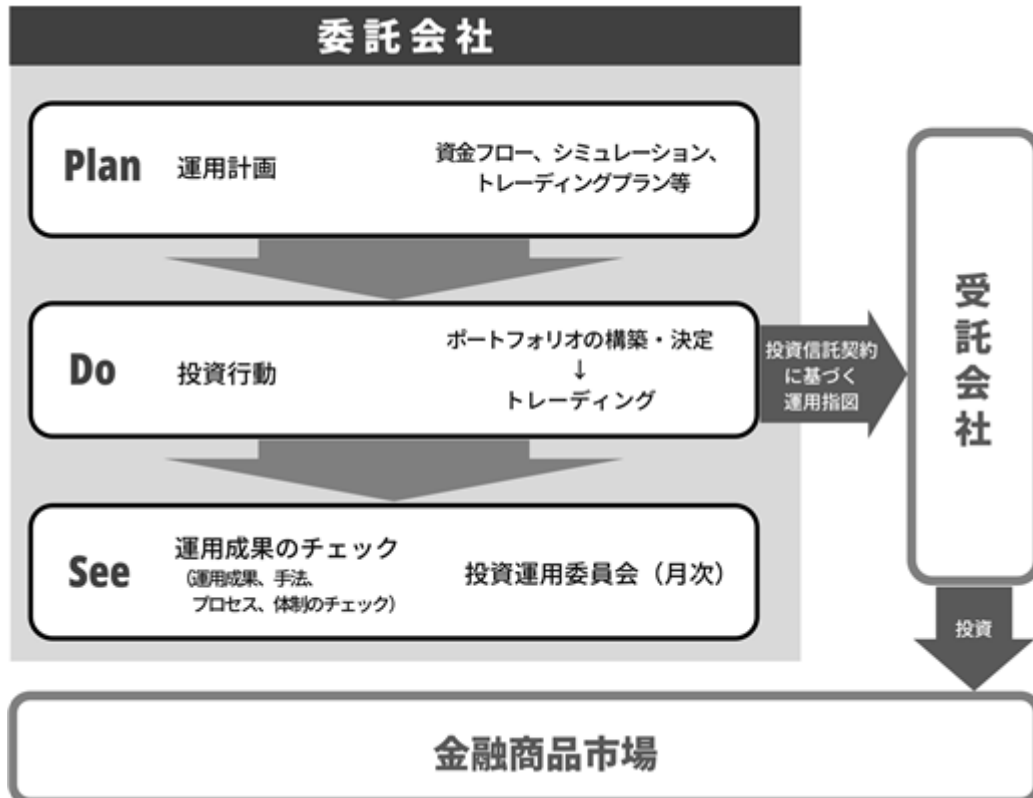 委託会社
Plan
運用計画
資金フロー、シミュレーション、
トレーディングプラン等
Do
投資行動
ポートフォリオの構築・決定
↓
トレーディング
投資信託契約
に基づく
運用指図
受託会社
See
運用成果のチェック
（運用成果、手法、
プロセス、体制のチェック）
投資運用委員会（月次）
投資
金融商品市場